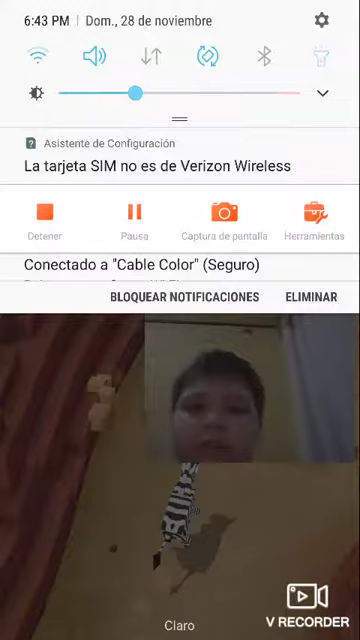 6:43 PM | Dom., 28 de noviembre
Asistente de Configuración
La tarjeta SIM no es de Verizon Wireless
Detener Pausa Captura de pantalla Herramientas
Conectado a "Cable Color" (Seguro)
BLOQUEAR NOTIFICACIONES ELIMINAR
V RECORDER
Claro